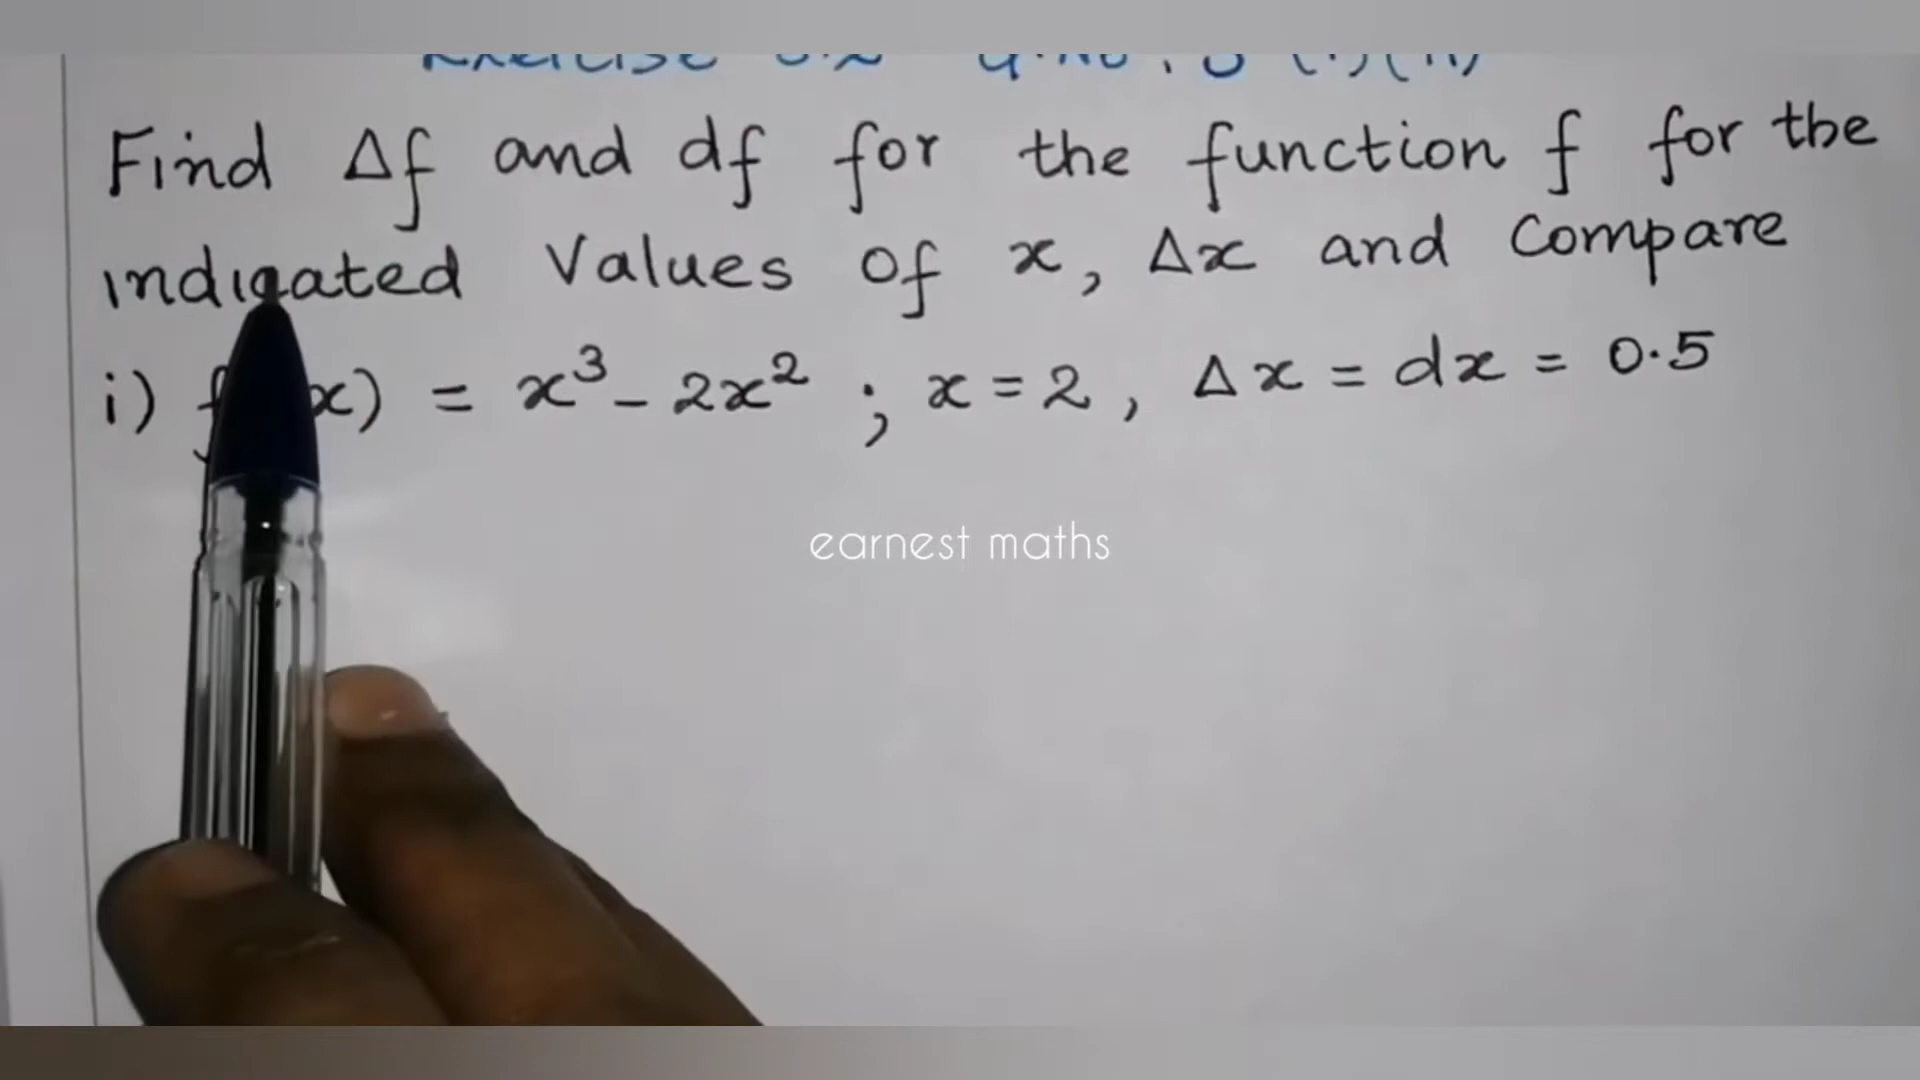 Find Δf and df for the function f for the
indicated Values of x, Δx and Compare
i) f(x) = x³ - 2x² ; x = 2, Δx = dx = 0.5
earnest maths